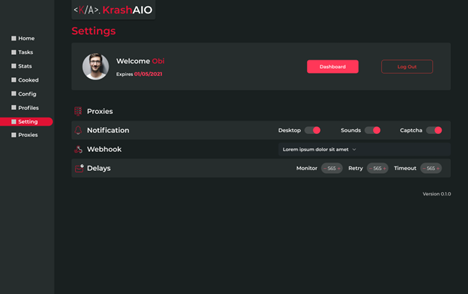 <K/A>. KrashAIO
Settings
Home
Tasks
Stats
Cooked
Config
Profiles
Setting
Proxies
Welcome Obi
Expires 01/05/2021
Dashboard
Log Out
Proxies
Notification Desktop Sounds Captcha
Webhook Lorem ipsum dolor sit amet
Delays Monitor - 565 + Retry - 565 + Timeout - 565 +
Version 0.1.0